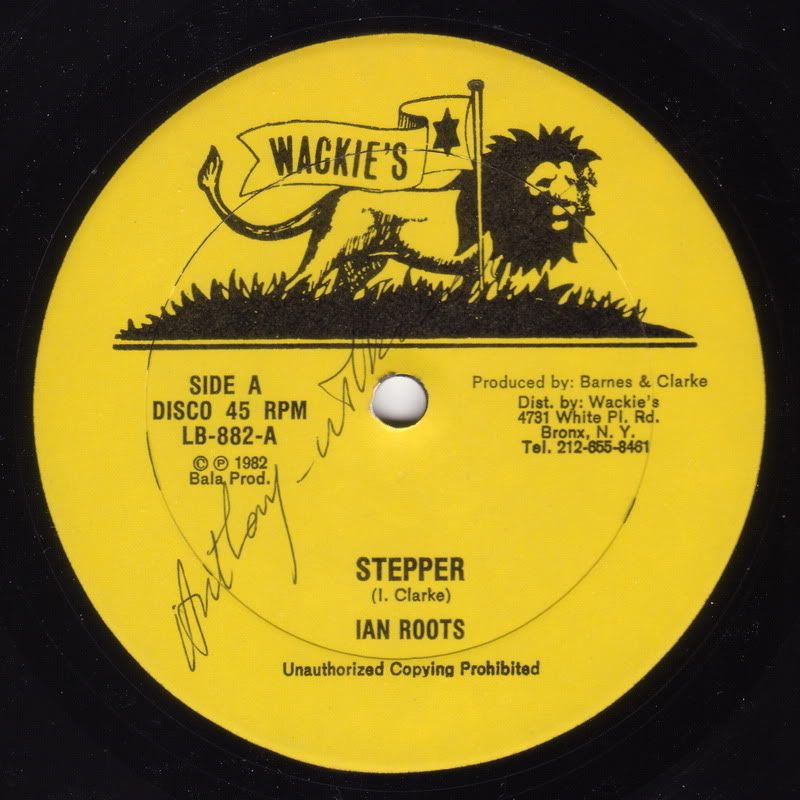 WACKIE'S
SIDE A
DISCO 45 RPM
LB-882-A
© ℗ 1982
Bala Prod.
Produced by: Barnes & Clarke
Dist. by: Wackie's
4731 White Pl. Rd.
Bronx, N. Y.
Tel. 212-655-8461
Anthony
STEPPER
(I. Clarke)
IAN ROOTS
Unauthorized Copying Prohibited